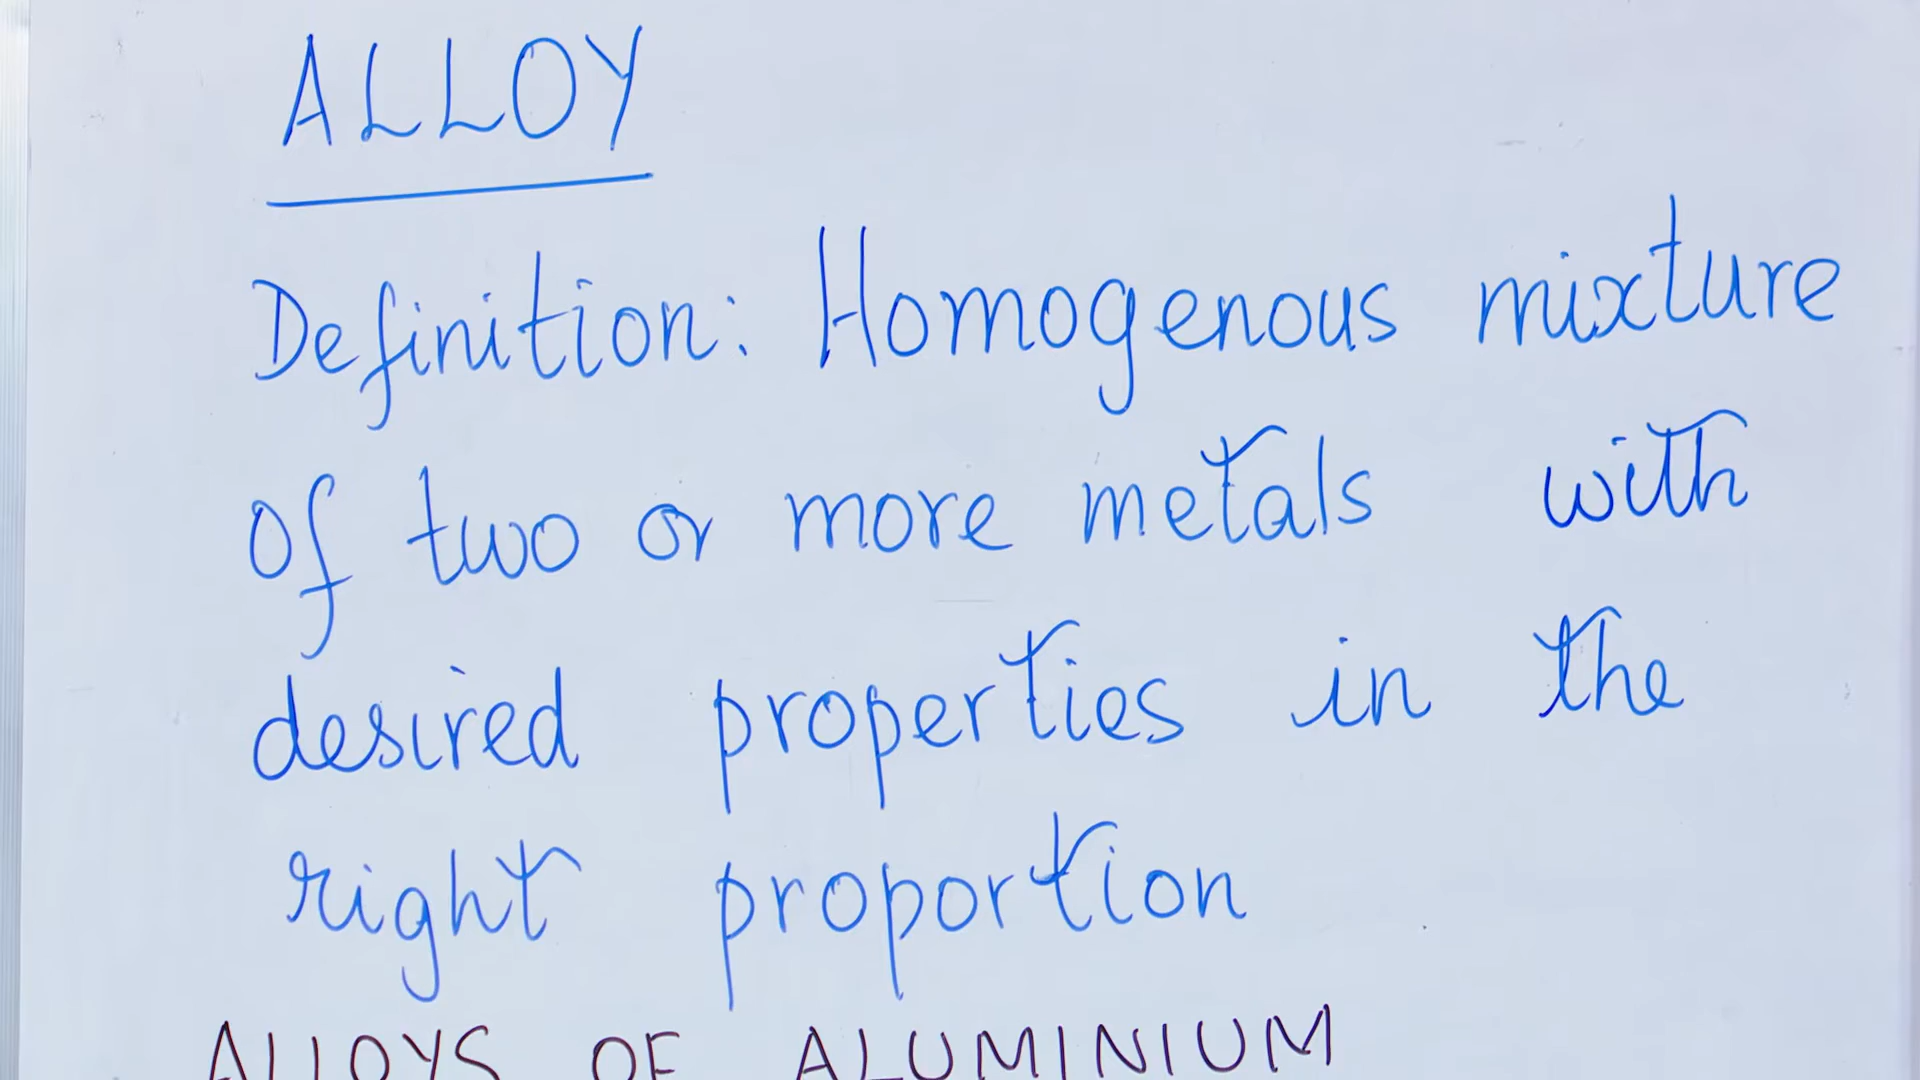 ALLOY
Definition: Homogenous mixture
of two or more metals with
desired properties in the
right proportion
ALLOYS OF ALUMINIUM